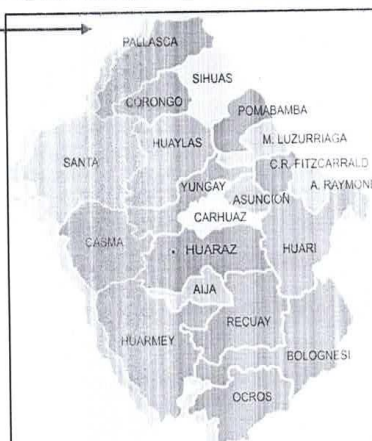 PALLASCA
SIHUAS
CORONGO
POMABAMBA
M. LUZURRIAGA
HUAYLAS
SANTA
C.R. FITZCARRALD
YUNGAY
A. RAYMOND
ASUNCIÓN
CARHUAZ
CASMA
HUARAZ
HUARI
AIJA
RECUAY
HUARMEY
BOLOGNESI
OCROS